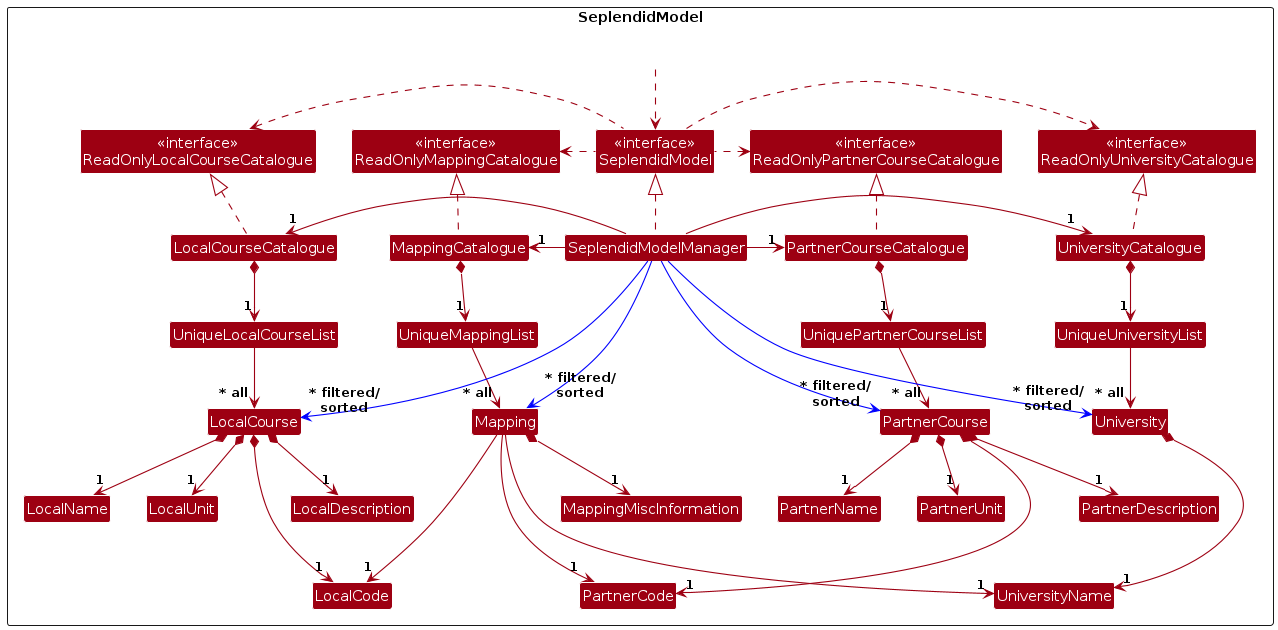 SeplendidModel
«interface»
ReadOnlyLocalCourseCatalogue
«interface»
ReadOnlyMappingCatalogue
«interface»
SeplendidModel
«interface»
ReadOnlyPartnerCourseCatalogue
«interface»
ReadOnlyUniversityCatalogue
1
1
LocalCourseCatalogue
MappingCatalogue
1
SeplendidModelManager
1
PartnerCourseCatalogue
UniversityCatalogue
1
1
1
1
UniqueLocalCourseList
UniqueMappingList
UniquePartnerCourseList
UniqueUniversityList
* all
* filtered/
sorted
* all
* filtered/
sorted
* filtered/
sorted
* all
* filtered/
sorted
* all
LocalCourse
Mapping
PartnerCourse
University
1
1
1
1
1
1
1
LocalName
LocalUnit
LocalDescription
MappingMiscInformation
PartnerName
PartnerUnit
PartnerDescription
1
1
1
1
1
1
LocalCode
PartnerCode
UniversityName